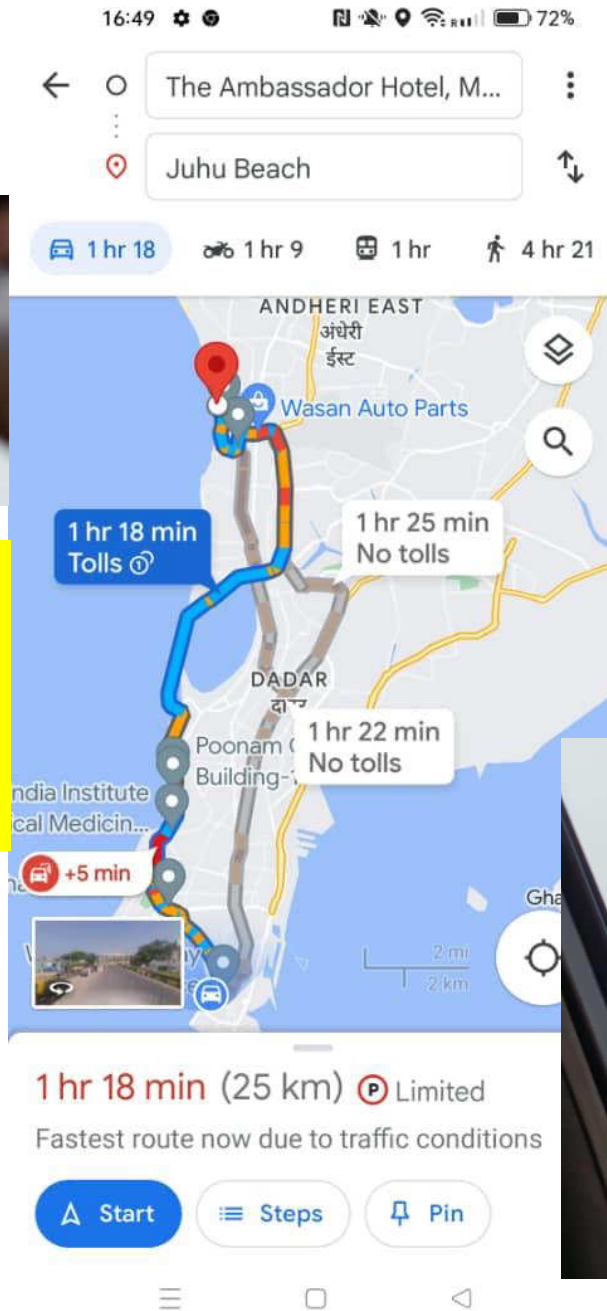 16:49
72%
The Ambassador Hotel, M...
Juhu Beach
1 hr 18
1 hr 9
1 hr
4 hr 21
ANDHERI EAST
अंधेरी
ईस्ट
Wasan Auto Parts
1 hr 18 min
Tolls
1 hr 25 min
No tolls
DADAR
1 hr 22 min
No tolls
Poonam
Building-
ndia Institute
cal Medicin...
+5 min
Gha
2 mi
2 km
1 hr 18 min (25 km) P Limited
Fastest route now due to traffic conditions
Start
Steps
Pin